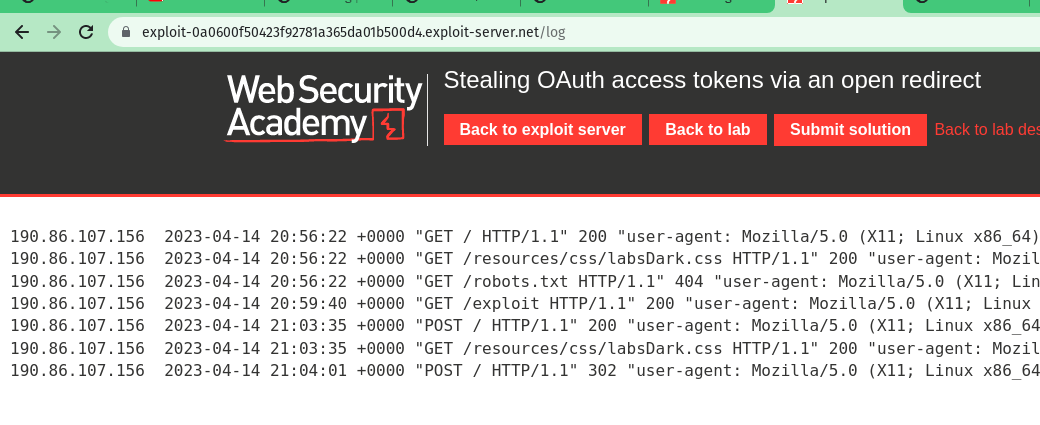 exploit-0a0600f50423f92781a365da01b500d4.exploit-server.net/log
Web Security
Academy
Stealing OAuth access tokens via an open redirect
Back to exploit server
Back to lab
Submit solution
Back to lab des
190.86.107.156 2023-04-14 20:56:22 +0000 "GET / HTTP/1.1" 200 "user-agent: Mozilla/5.0 (X11; Linux x86_64)
190.86.107.156 2023-04-14 20:56:22 +0000 "GET /resources/css/labsDark.css HTTP/1.1" 200 "user-agent: Mozil
190.86.107.156 2023-04-14 20:56:22 +0000 "GET /robots.txt HTTP/1.1" 404 "user-agent: Mozilla/5.0 (X11; Lin
190.86.107.156 2023-04-14 20:59:40 +0000 "GET /exploit HTTP/1.1" 200 "user-agent: Mozilla/5.0 (X11; Linux
190.86.107.156 2023-04-14 21:03:35 +0000 "POST / HTTP/1.1" 200 "user-agent: Mozilla/5.0 (X11; Linux x86_64
190.86.107.156 2023-04-14 21:03:35 +0000 "GET /resources/css/labsDark.css HTTP/1.1" 200 "user-agent: Mozil
190.86.107.156 2023-04-14 21:04:01 +0000 "POST / HTTP/1.1" 302 "user-agent: Mozilla/5.0 (X11; Linux x86_64